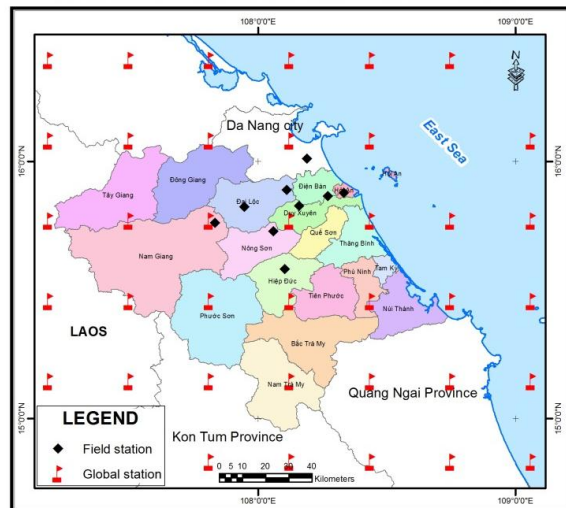 108°0'0"E
109°0'0"E
N
Da Nang city
East Sea
16°0'0"N
16°0'0"N
Đông Giang
Tây Giang
Điện Bàn
Hội An
Đại Lộc
Duy Xuyên
Quế Sơn
Thăng Bình
Nông Sơn
Nam Giang
Hiệp Đức
Phú Ninh
Tam Kỳ
Tiên Phước
Núi Thành
Phước Sơn
LAOS
Bắc Trà My
Nam Trà My
Quang Ngai Province
Kon Tum Province
15°0'0"N
15°0'0"N
LEGEND
Field station
Global station
0 5 10 20 30 40
Kilometers
108°0'0"E
109°0'0"E